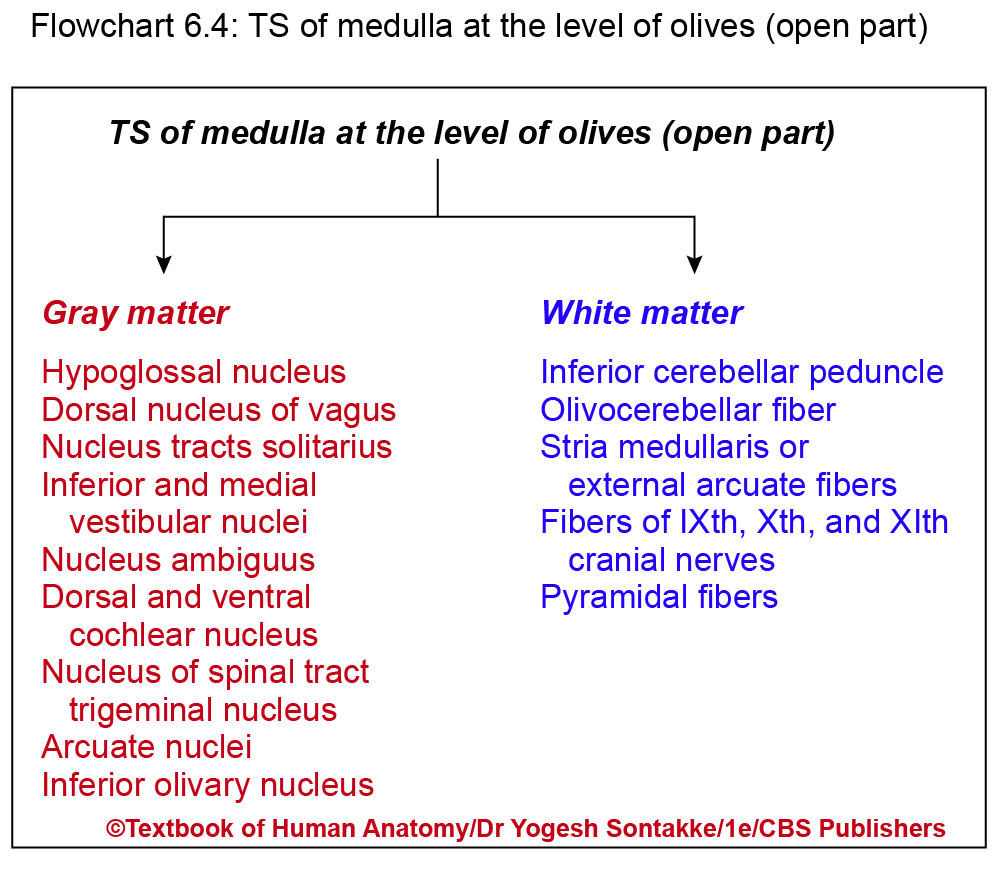 Flowchart 6.4: TS of medulla at the level of olives (open part)
TS of medulla at the level of olives (open part)
Gray matter
Hypoglossal nucleus
Dorsal nucleus of vagus
Nucleus tracts solitarius
Inferior and medial
vestibular nuclei
Nucleus ambiguus
Dorsal and ventral
cochlear nucleus
Nucleus of spinal tract
trigeminal nucleus
Arcuate nuclei
Inferior olivary nucleus
White matter
Inferior cerebellar peduncle
Olivocerebellar fiber
Stria medullaris or
external arcuate fibers
Fibers of IXth, Xth, and XIth
cranial nerves
Pyramidal fibers
©Textbook of Human Anatomy/Dr Yogesh Sontakke/1e/CBS Publishers